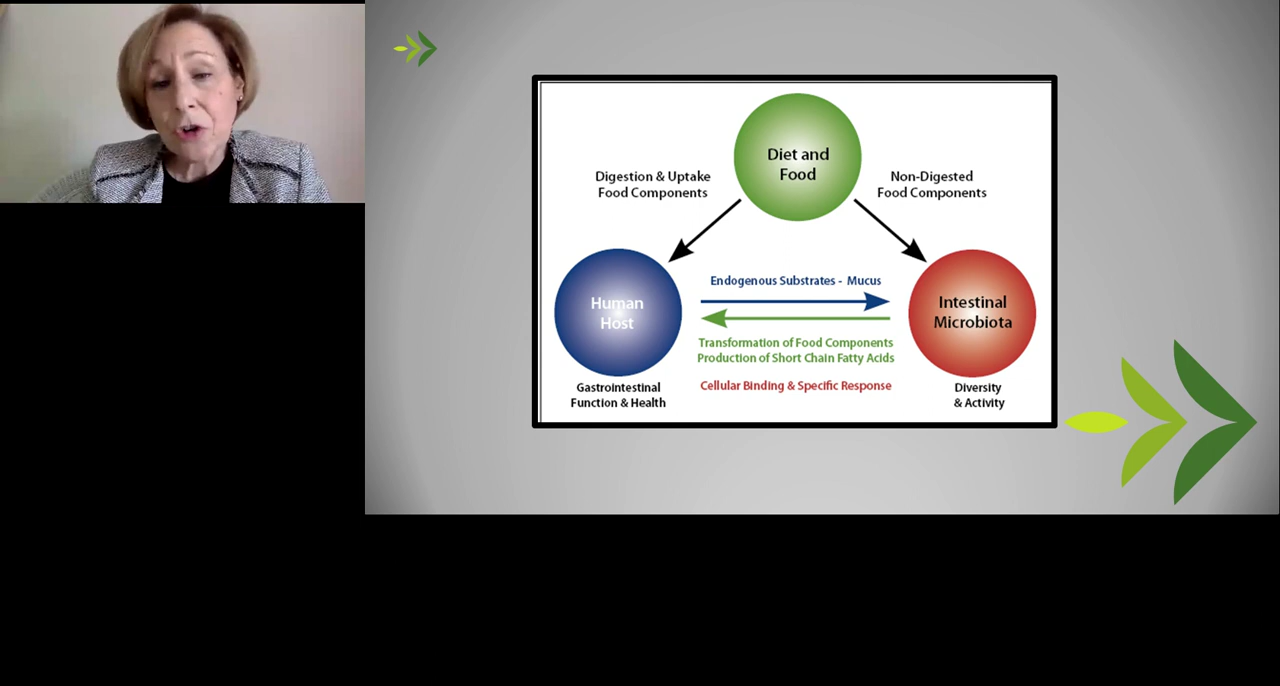 Diet and
Food
Digestion & Uptake
Food Components
Non-Digested
Food Components
Human
Host
Endogenous Substrates - Mucus
Intestinal
Microbiota
Transformation of Food Components
Production of Short Chain Fatty Acids
Cellular Binding & Specific Response
Gastrointestinal
Function & Health
Diversity
& Activity